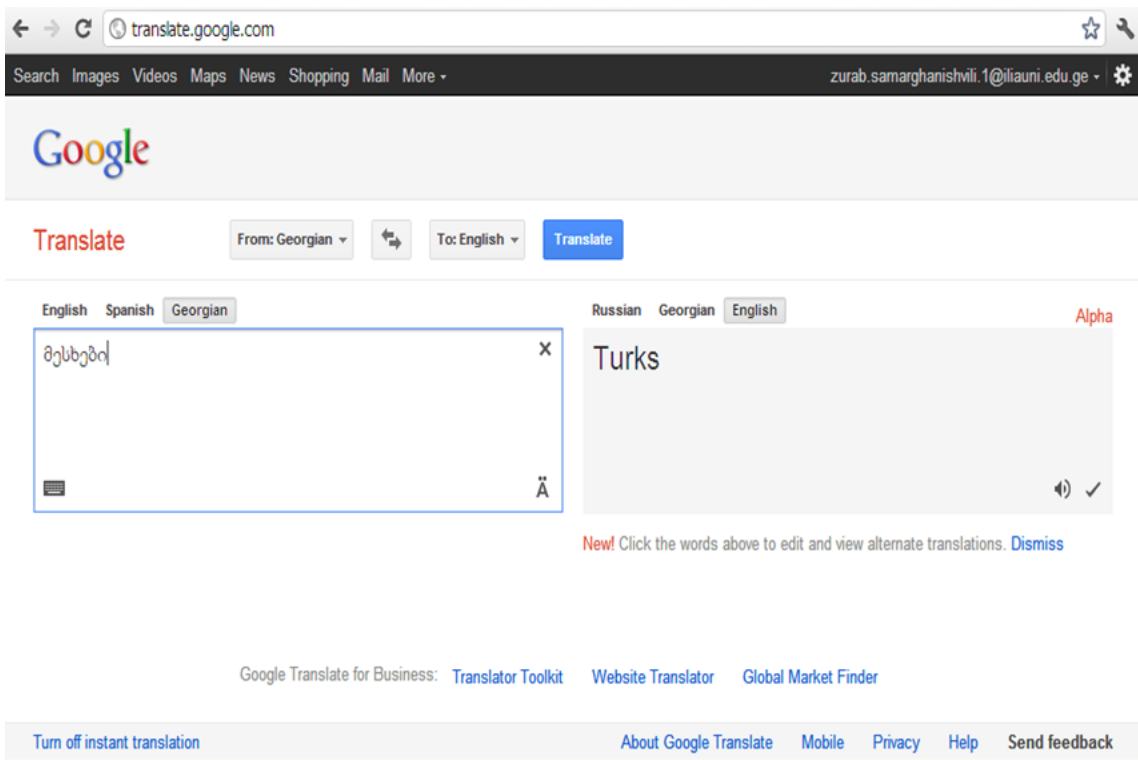 translate.google.com
Search Images Videos Maps News Shopping Mail More zurab.samarghanishvili.1@iliauni.edu.ge
Google
Translate From: Georgian To: English Translate
English Spanish Georgian Russian Georgian English Alpha
მესხები Turks
Ä
New! Click the words above to edit and view alternate translations. Dismiss
Google Translate for Business: Translator Toolkit Website Translator Global Market Finder
Turn off instant translation About Google Translate Mobile Privacy Help Send feedback